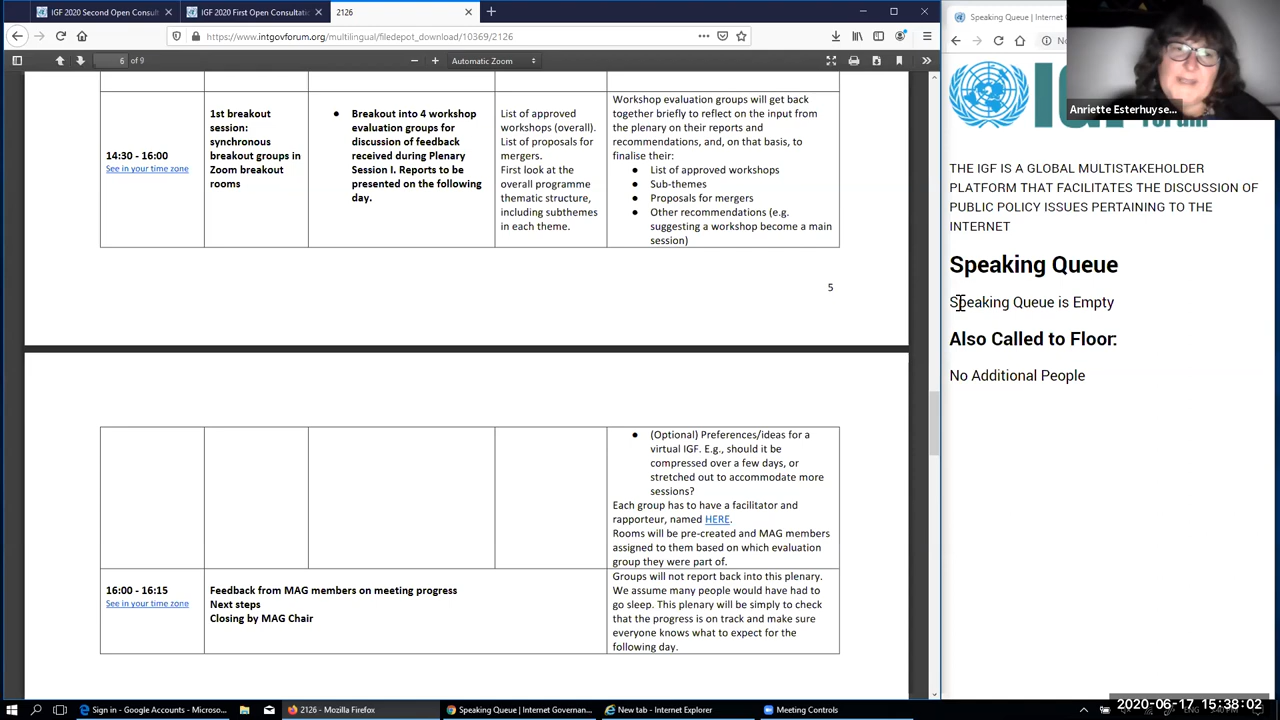 IGF 2020 Second Open Consult
IGF 2020 First Open Consultatio
2126
Speaking Queue | Internet G
https://www.intgovforum.org/multilingual/filedepot_download/10369/2126
No
6 of 9
Automatic Zoom
Anriette Esterhuyse...
14:30 - 16:00
See in your time zone
1st breakout
session:
synchronous
breakout groups in
Zoom breakout
rooms
● Breakout into 4 workshop
evaluation groups for
discussion of feedback
received during Plenary
Session I. Reports to be
presented on the following
day.
List of approved
workshops (overall).
List of proposals for
mergers.
First look at the
overall programme
thematic structure,
including subthemes
in each theme.
Workshop evaluation groups will get back
together briefly to reflect on the input from
the plenary on their reports and
recommendations, and, on that basis, to
finalise their:
● List of approved workshops
● Sub-themes
● Proposals for mergers
● Other recommendations (e.g.
suggesting a workshop become a main
session)
5
● (Optional) Preferences/ideas for a
virtual IGF. E.g., should it be
compressed over a few days, or
stretched out to accommodate more
sessions?
Each group has to have a facilitator and
rapporteur, named HERE.
Rooms will be pre-created and MAG members
assigned to them based on which evaluation
group they were part of.
16:00 - 16:15
See in your time zone
Feedback from MAG members on meeting progress
Next steps
Closing by MAG Chair
Groups will not report back into this plenary.
We assume many people would have had to
go sleep. This plenary will be simply to check
that the progress is on track and make sure
everyone knows what to expect for the
following day.
THE IGF IS A GLOBAL MULTISTAKEHOLDER
PLATFORM THAT FACILITATES THE DISCUSSION OF
PUBLIC POLICY ISSUES PERTAINING TO THE
INTERNET
Speaking Queue
Speaking Queue is Empty
Also Called to Floor:
No Additional People
Sign in - Google Accounts - Microso...
2126 - Mozilla Firefox
Speaking Queue | Internet Governan...
New tab - Internet Explorer
Meeting Controls
2020-06-17 15:38:02